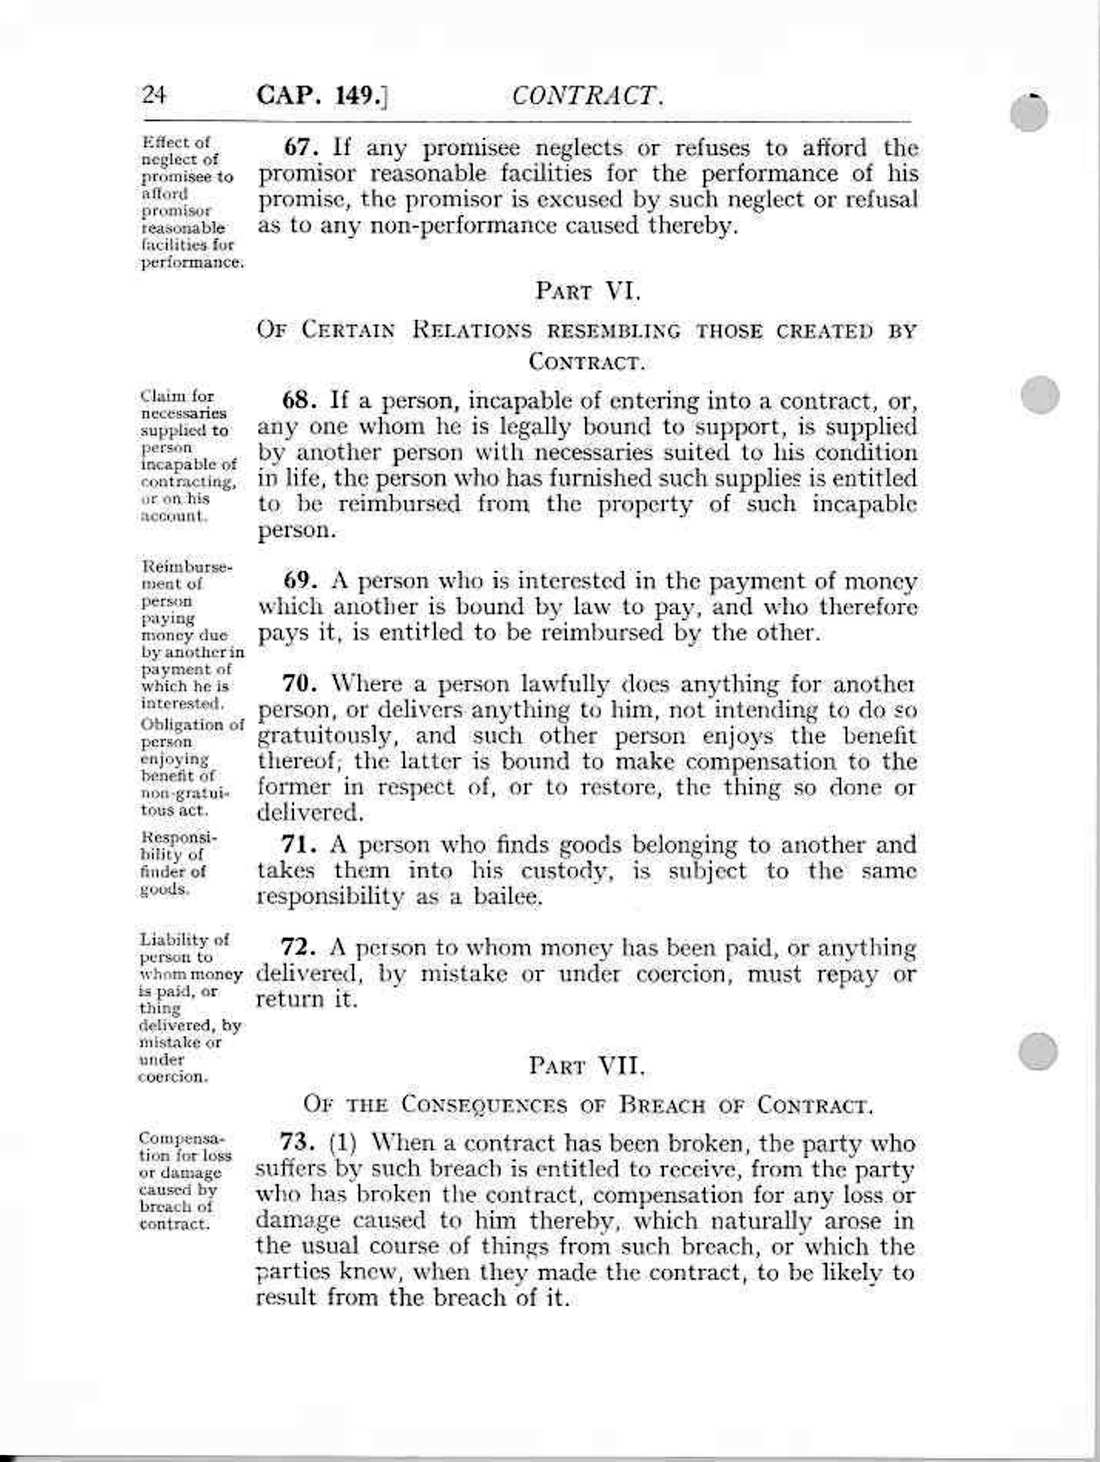 24 CAP. 149.] CONTRACT.
Effect of
neglect of
promisee to
afford
promisor
reasonable
facilities for
performance.
67. If any promisee neglects or refuses to afford the
promisor reasonable facilities for the performance of his
promise, the promisor is excused by such neglect or refusal
as to any non-performance caused thereby.
PART VI.
OF CERTAIN RELATIONS RESEMBLING THOSE CREATED BY
CONTRACT.
Claim for
necessaries
supplied to
person
incapable of
contracting,
or on his
account.
68. If a person, incapable of entering into a contract, or,
any one whom he is legally bound to support, is supplied
by another person with necessaries suited to his condition
in life, the person who has furnished such supplies is entitled
to be reimbursed from the property of such incapable
person.
Reimburse-
ment of
person
paying
money due
by another in
payment of
which he is
interested.
69. A person who is interested in the payment of money
which another is bound by law to pay, and who therefore
pays it, is entitled to be reimbursed by the other.
Obligation of
person
enjoying
benefit of
non-gratui-
tous act.
70. Where a person lawfully does anything for another
person, or delivers anything to him, not intending to do so
gratuitously, and such other person enjoys the benefit
thereof, the latter is bound to make compensation to the
former in respect of, or to restore, the thing so done or
delivered.
Responsi-
bility of
finder of
goods.
71. A person who finds goods belonging to another and
takes them into his custody, is subject to the same
responsibility as a bailee.
Liability of
person to
whom money
is paid, or
thing
delivered, by
mistake or
under
coercion.
72. A person to whom money has been paid, or anything
delivered, by mistake or under coercion, must repay or
return it.
PART VII.
OF THE CONSEQUENCES OF BREACH OF CONTRACT.
Compensa-
tion for loss
or damage
caused by
breach of
contract.
73. (1) When a contract has been broken, the party who
suffers by such breach is entitled to receive, from the party
who has broken the contract, compensation for any loss or
damage caused to him thereby, which naturally arose in
the usual course of things from such breach, or which the
parties knew, when they made the contract, to be likely to
result from the breach of it.